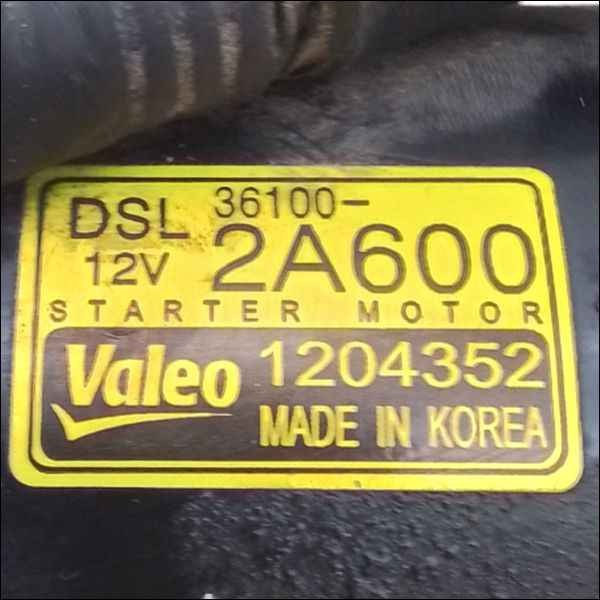 DSL 36100-
12V 2A600
STARTER MOTOR
Valeo 1204352
MADE IN KOREA